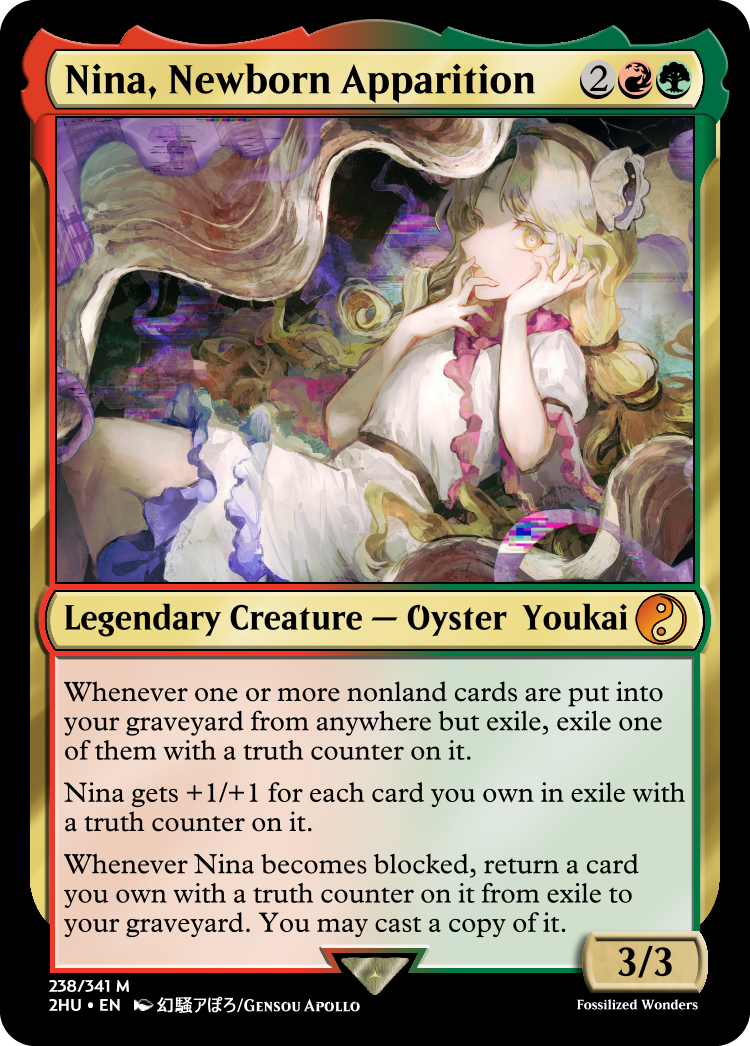 Nina, Newborn Apparition 2
Legendary Creature — Oyster Youkai
Whenever one or more nonland cards are put into
your graveyard from anywhere but exile, exile one
of them with a truth counter on it.
Nina gets +1/+1 for each card you own in exile with
a truth counter on it.
Whenever Nina becomes blocked, return a card
you own with a truth counter on it from exile to
your graveyard. You may cast a copy of it.
3/3
238/341 M
2HU • EN 幻騒アポろ/Gensou Apollo
Fossilized Wonders